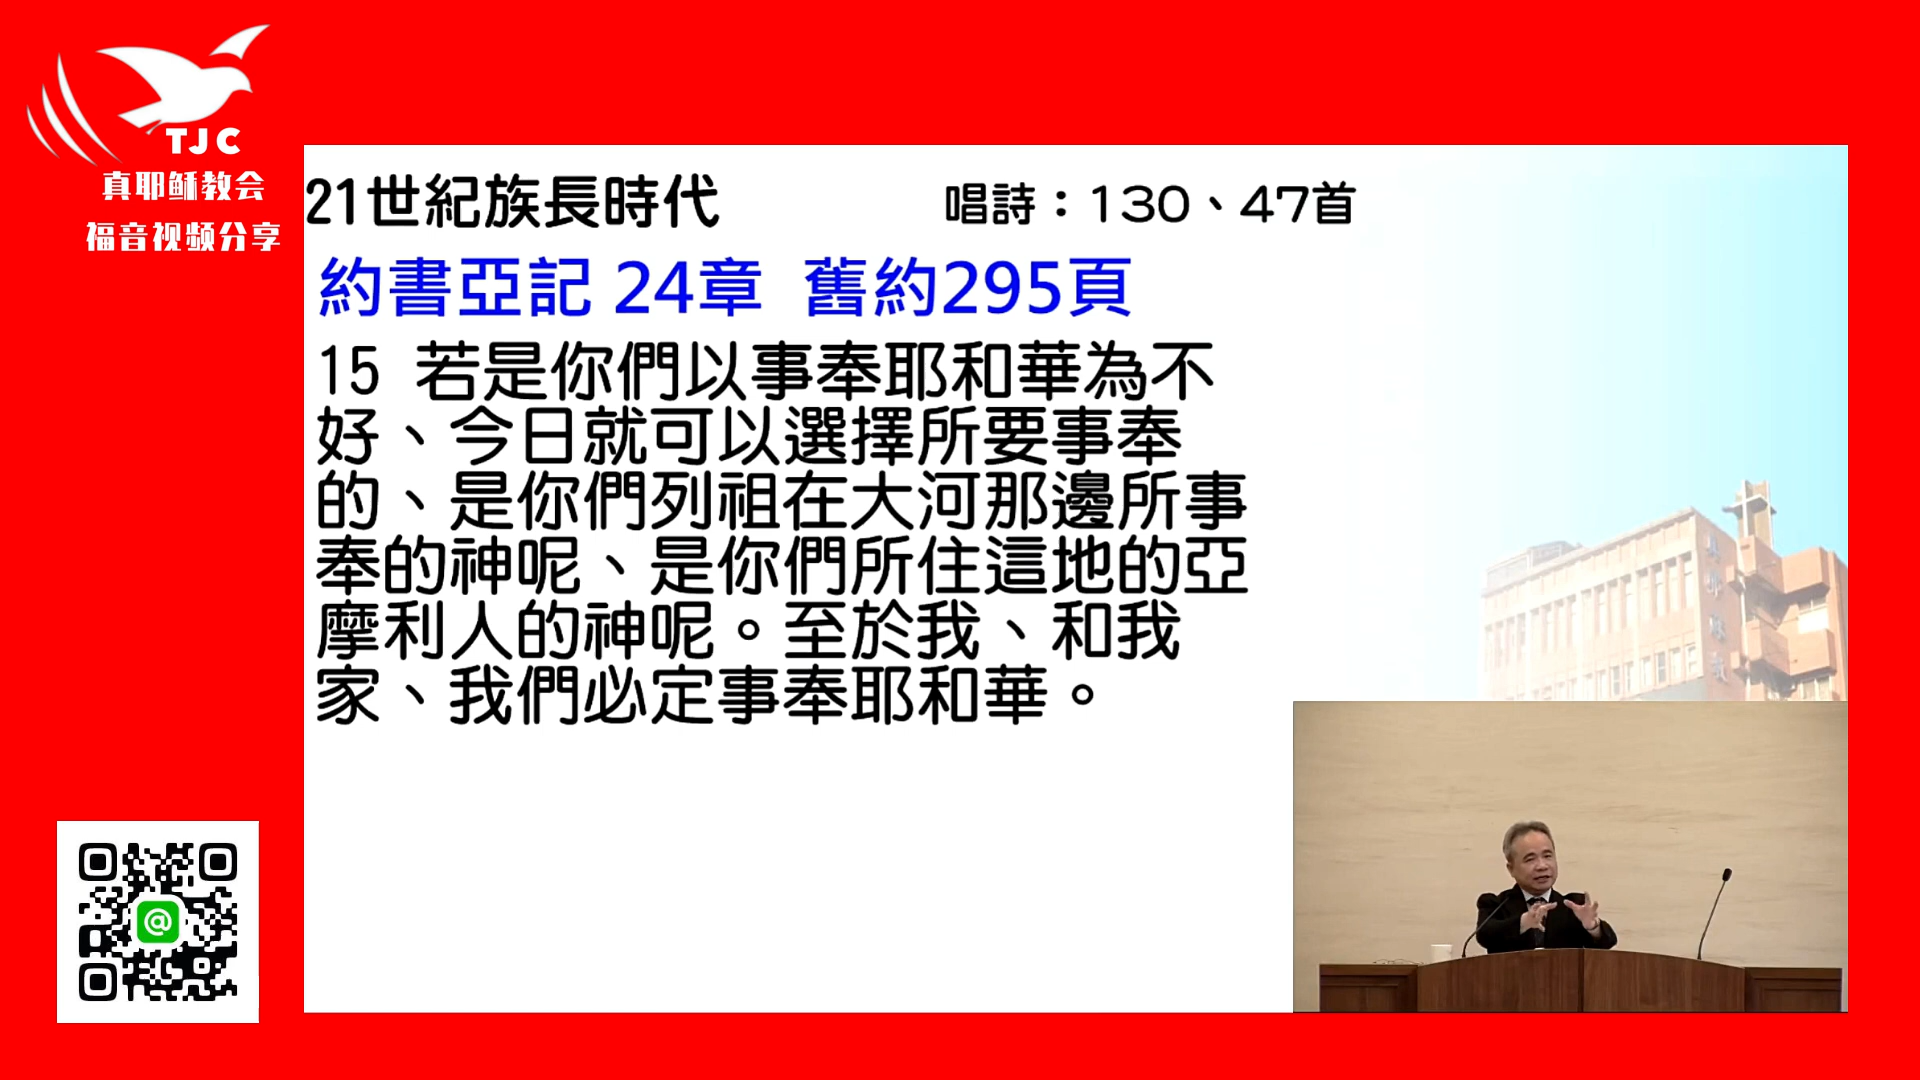 TJC
真耶稣教会
福音视频分享
21世紀族長時代
唱詩：130、47首
約書亞記 24章 舊約295頁
15 若是你們以事奉耶和華為不
好、今日就可以選擇所要事奉
的、是你們列祖在大河那邊所事
奉的神呢、是你們所住這地的亞
摩利人的神呢。至於我、和我
家、我們必定事奉耶和華。
@